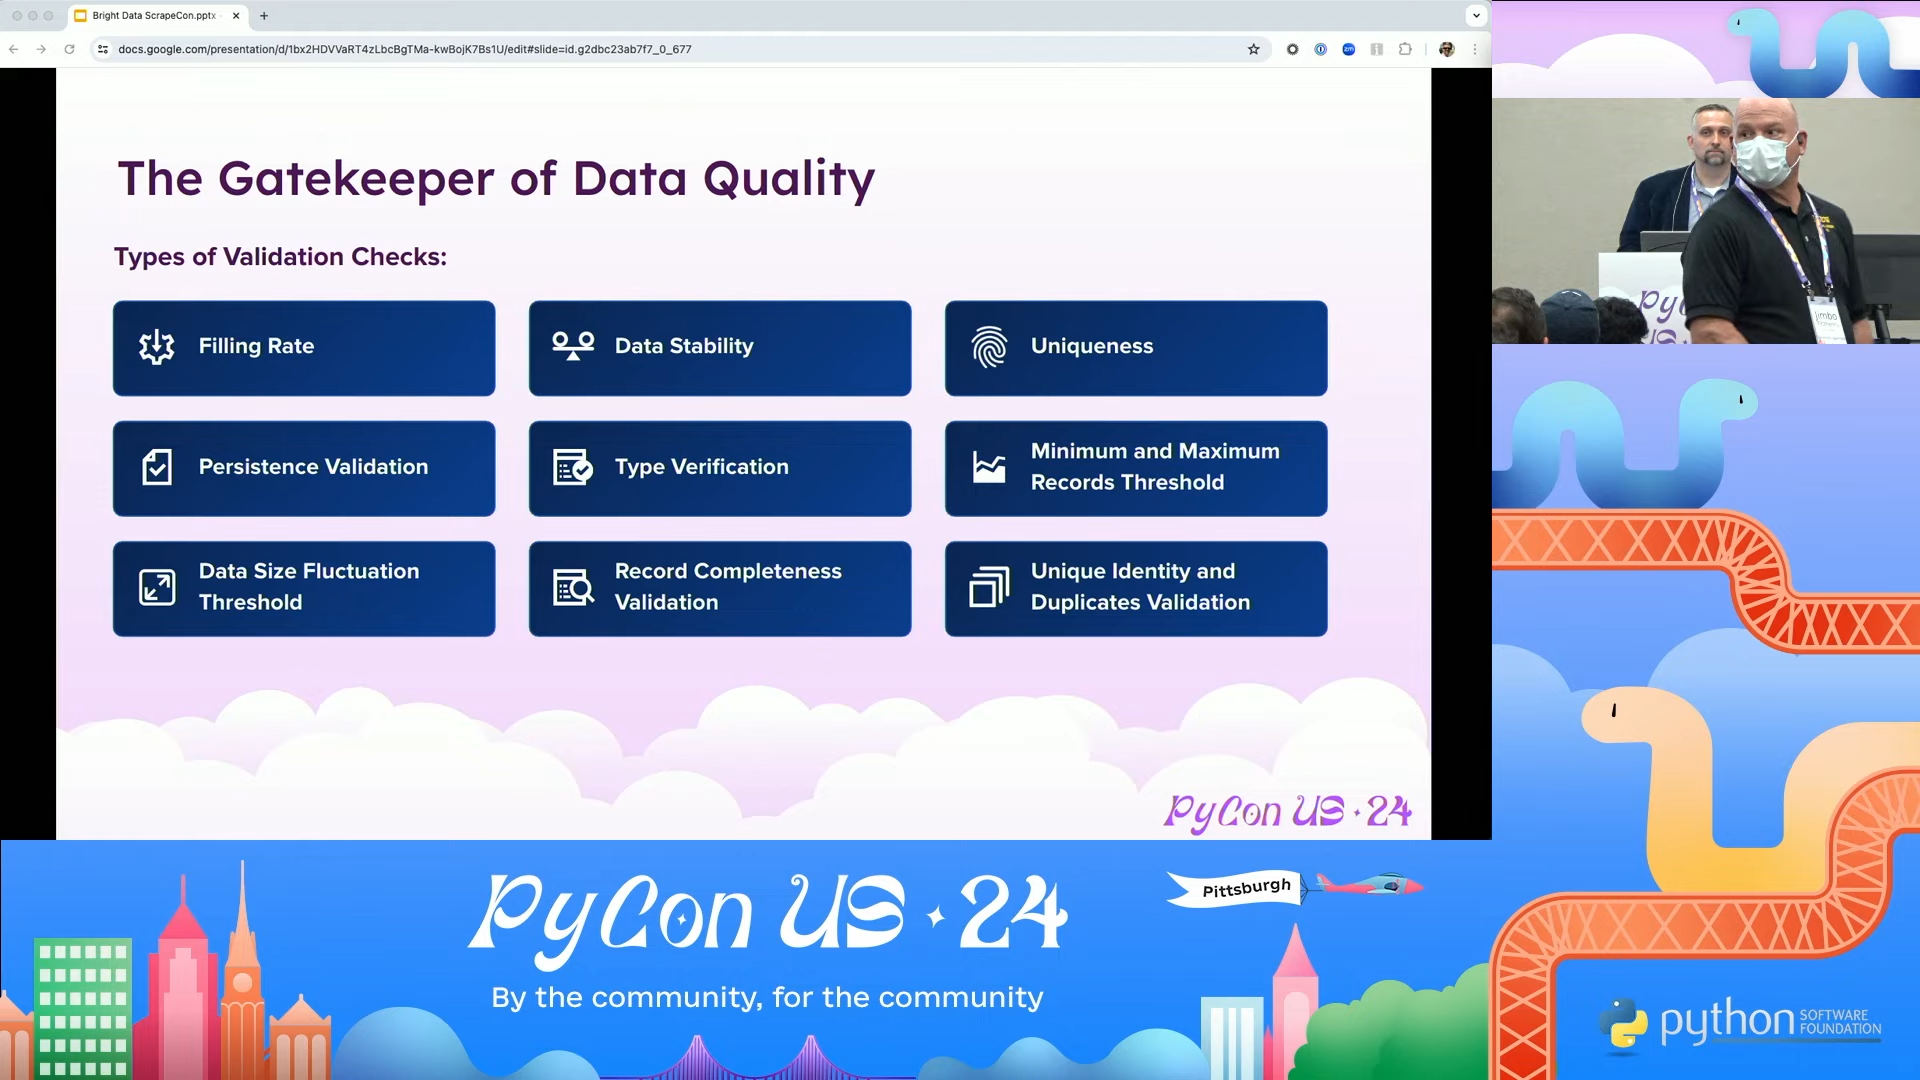 Bright Data ScrapeCon.pptx
docs.google.com/presentation/d/1bx2HDVVaRT4zLbcBgTMa-kwBojK7Bs1U/edit#slide=id.g2dbc23ab7f7_0_677
The Gatekeeper of Data Quality
Types of Validation Checks:
Filling Rate
Data Stability
Uniqueness
Persistence Validation
Type Verification
Minimum and Maximum
Records Threshold
Data Size Fluctuation
Threshold
Record Completeness
Validation
Unique Identity and
Duplicates Validation
PyCon US 24
jimbo
PyCon US 24
By the community, for the community
Pittsburgh
python
SOFTWARE
FOUNDATION